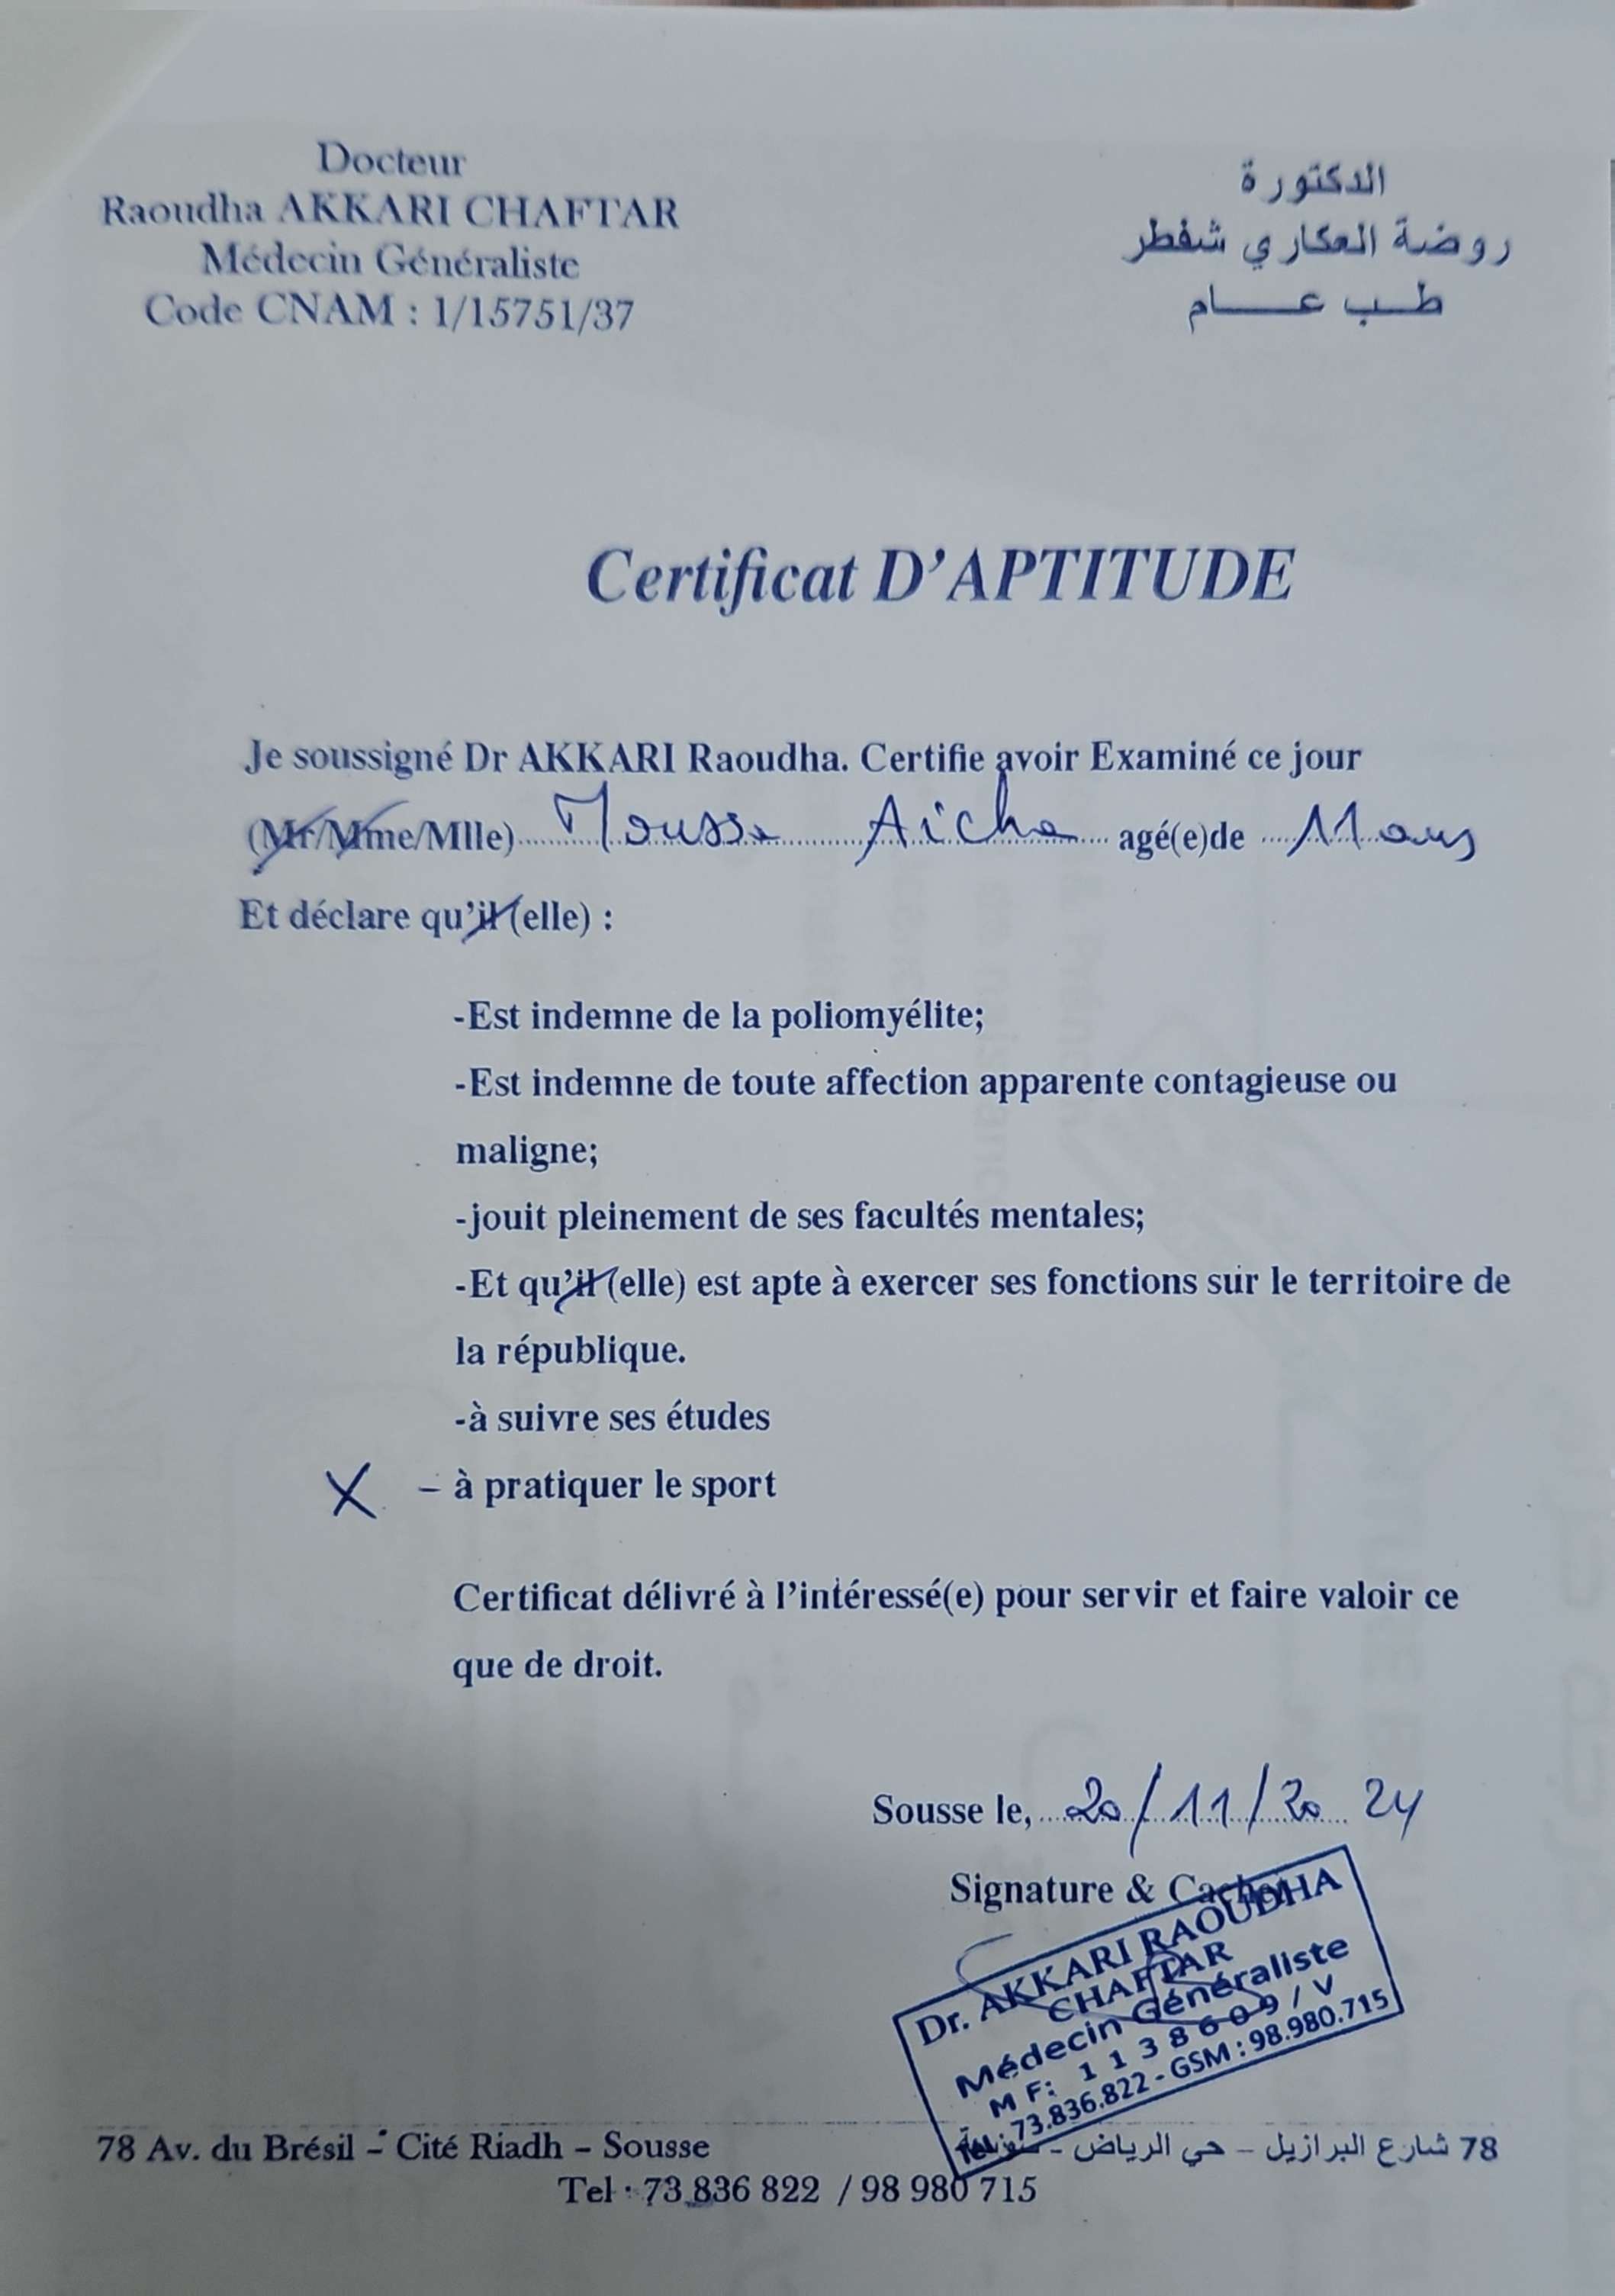 Docteur
Raoudha AKKARI CHAFTAR
Médecin Généraliste
Code CNAM : 1/15751/37
الدكتورة
روضة العكاري شفطر
طب عام
Certificat D'APTITUDE
Je soussigné Dr AKKARI Raoudha. Certifie avoir Examiné ce jour
(Mr/Mme/Mlle) Moussa Aicha agé(e)de 11 ans
Et déclare qu'il (elle) :
-Est indemne de la poliomyélite;
-Est indemne de toute affection apparente contagieuse ou
maligne;
-jouit pleinement de ses facultés mentales;
-Et qu'il (elle) est apte à exercer ses fonctions sur le territoire de
la république.
-à suivre ses études
X – à pratiquer le sport
Certificat délivré à l'intéressé(e) pour servir et faire valoir ce
que de droit.
Sousse le, 20/11/2024
Signature & Cachet
Dr. AKKARI RAOUDHA
CHAFTAR
Médecin Généraliste
M F: 1138609/V
Tél: 73.836.822 - GSM : 98.980.715
78 Av. du Brésil – Cité Riadh – Sousse
78 شارع البرازيل – حي الرياض - سوسة
Tel : 73 836 822 / 98 980 715